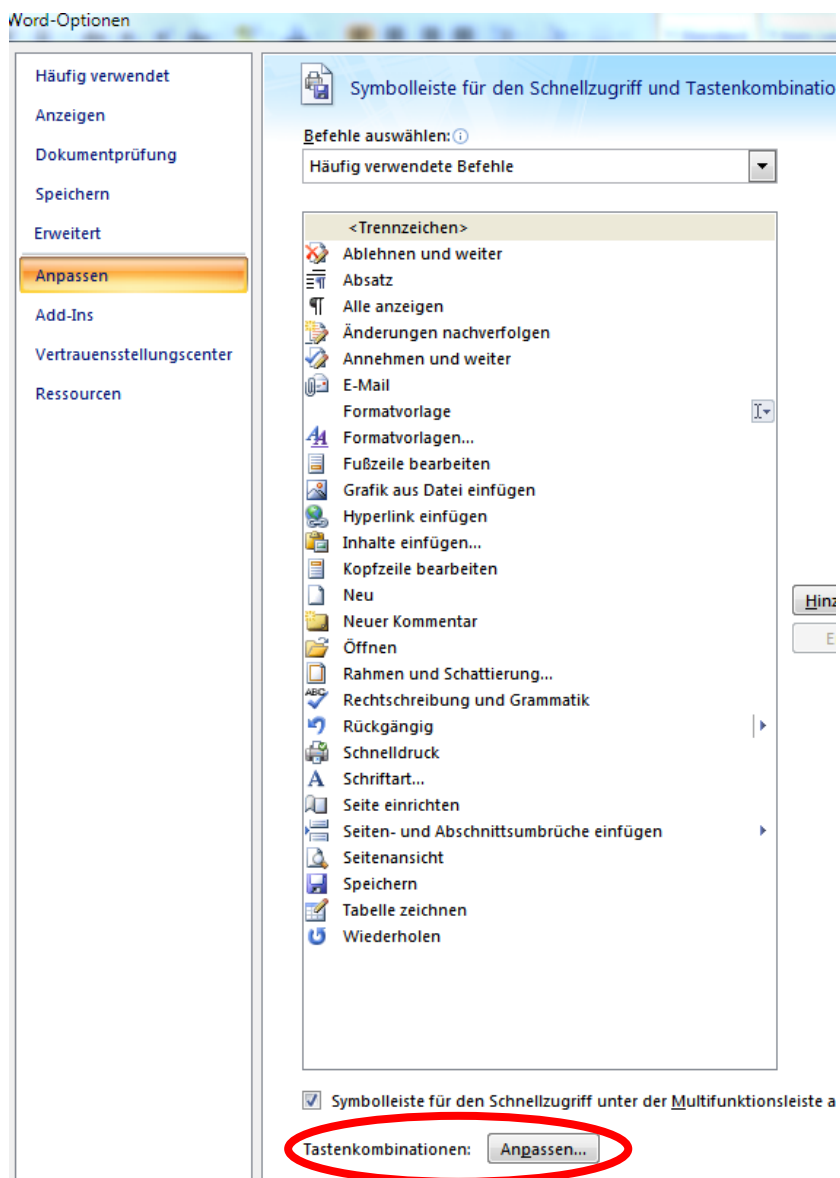 Word-Optionen
Häufig verwendet
Anzeigen
Dokumentprüfung
Speichern
Erweitert
Anpassen
Add-Ins
Vertrauensstellungscenter
Ressourcen
Symbolleiste für den Schnellzugriff und Tastenkombinatio
Befehle auswählen:
Häufig verwendete Befehle
<Trennzeichen>
Ablehnen und weiter
Absatz
Alle anzeigen
Änderungen nachverfolgen
Annehmen und weiter
E-Mail
Formatvorlage
Formatvorlagen...
Fußzeile bearbeiten
Grafik aus Datei einfügen
Hyperlink einfügen
Inhalte einfügen...
Kopfzeile bearbeiten
Neu
Neuer Kommentar
Öffnen
Rahmen und Schattierung...
Rechtschreibung und Grammatik
Rückgängig
Schnelldruck
Schriftart...
Seite einrichten
Seiten- und Abschnittsumbrüche einfügen
Seitenansicht
Speichern
Tabelle zeichnen
Wiederholen
Hinz
E
Symbolleiste für den Schnellzugriff unter der Multifunktionsleiste a
Tastenkombinationen: Anpassen...